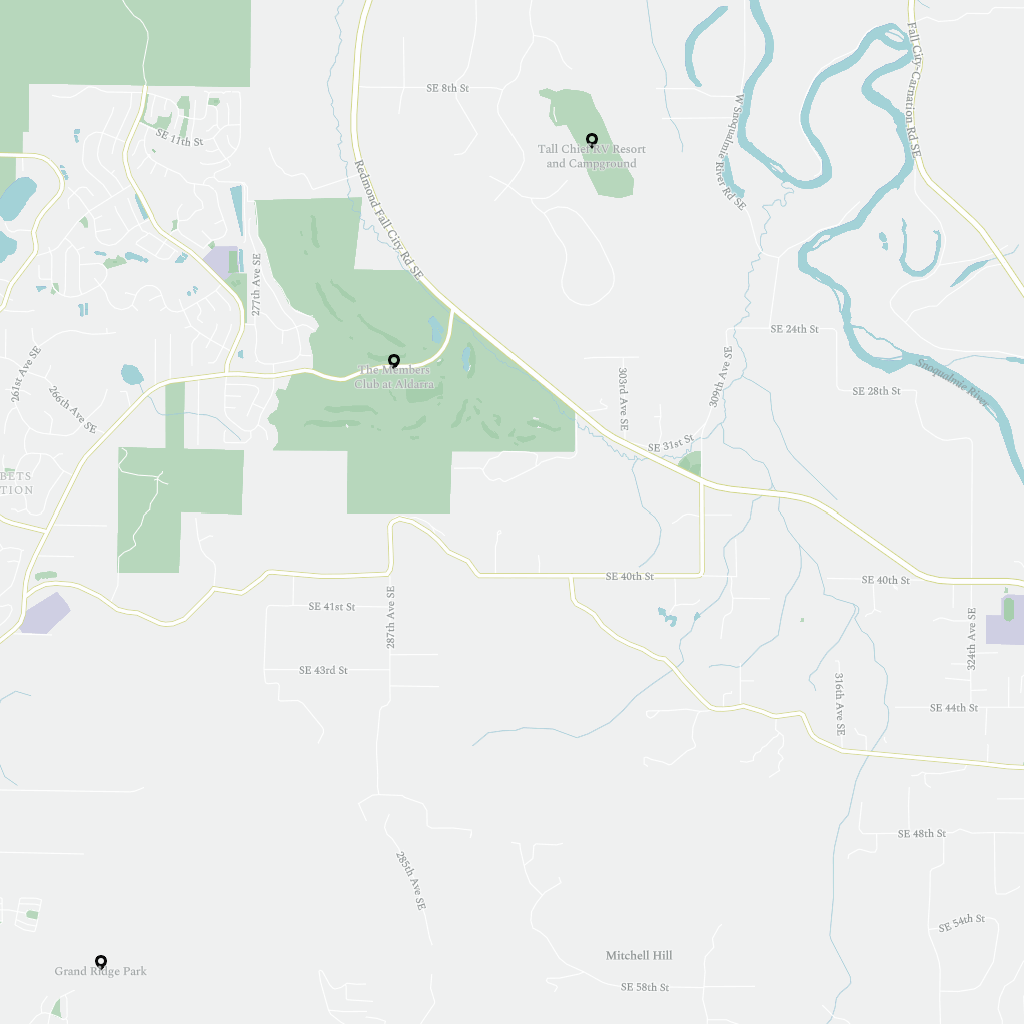 SE 8th St
Fall City-Carnation Rd SE
W Snoqualmie River Rd SE
SE 11th St
Tall Chief RV Resort
and Campground
Redmond Fall City Rd SE
277th Ave SE
SE 24th St
261st Ave SE
266th Ave SE
The Members
Club at Aldarra
303rd Ave SE
309th Ave SE
Snoqualmie River
SE 28th St
SE 31st St
BETS
TION
SE 40th St
SE 40th St
SE 41st St
287th Ave SE
324th Ave SE
SE 43rd St
316th Ave SE
SE 44th St
SE 48th St
285th Ave SE
SE 54th St
Mitchell Hill
Grand Ridge Park
SE 58th St